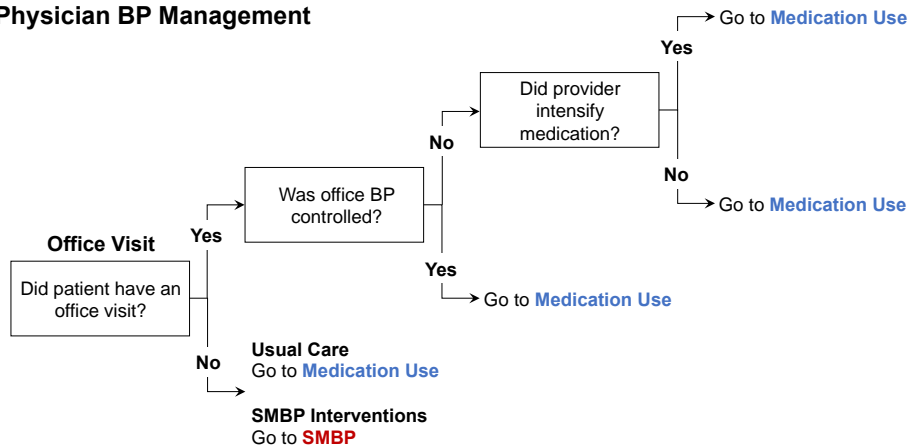 Physician BP Management
Go to Medication Use
Yes
Did provider
intensify
medication?
No
No
Go to Medication Use
Was office BP
controlled?
Yes
Office Visit
Yes
Go to Medication Use
Did patient have an
office visit?
No
Usual Care
Go to Medication Use
SMBP Interventions
Go to SMBP